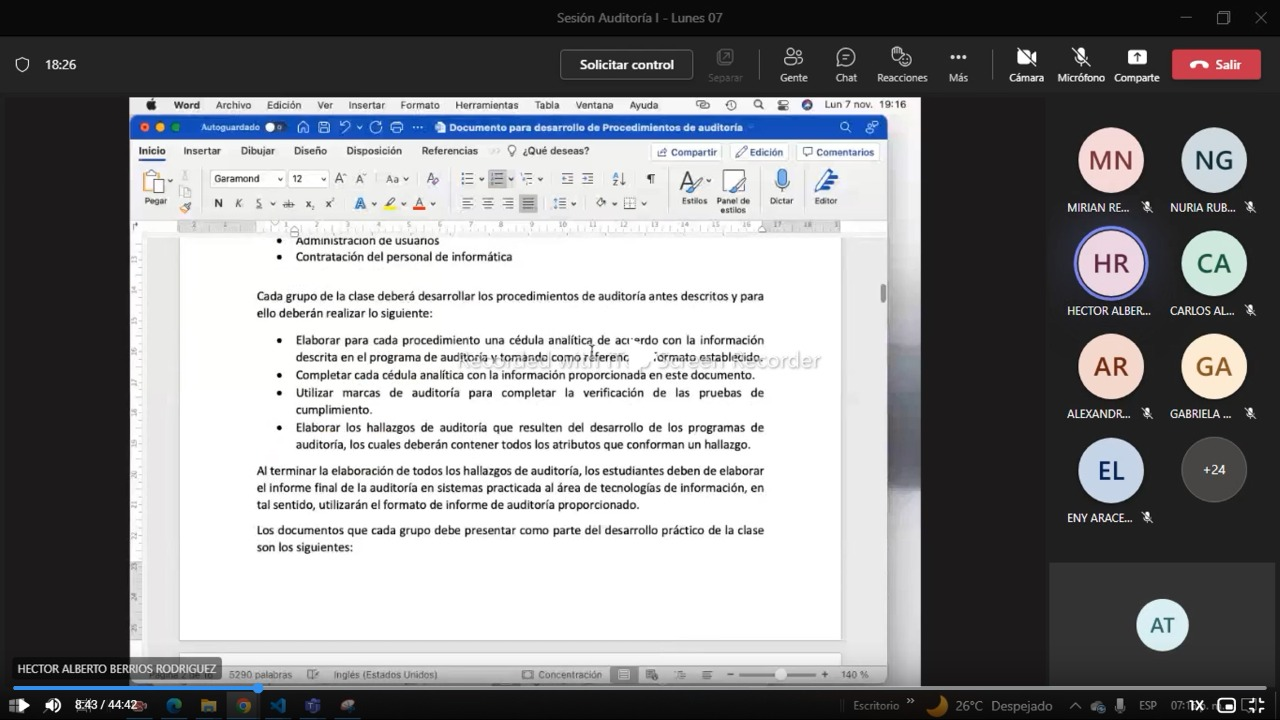 Sesión Auditoría I - Lunes 07
18:26
Solicitar control
Separar
Gente
Chat
Reacciones
Más
Cámara
Micrófono
Comparte
Salir
Word Archivo Edición Ver Insertar Formato Herramientas Tabla Ventana Ayuda
Lun 7 nov. 19:16
Autoguardado
Documento para desarrollo de Procedimientos de auditoría
Inicio Insertar Dibujar Diseño Disposición Referencias ¿Qué deseas?
Compartir Edición Comentarios
Pegar
Garamond 12
Estilos
Panel de estilos
Dictar
Editor
• Administración de usuarios
• Contratación del personal de informática
Cada grupo de la clase deberá desarrollar los procedimientos de auditoría antes descritos y para
ello deberán realizar lo siguiente:
• Elaborar para cada procedimiento una cédula analítica de acuerdo con la información
descrita en el programa de auditoría y tomando como referencia formato establecido.
• Completar cada cédula analítica con la información proporcionada en este documento.
• Utilizar marcas de auditoría para completar la verificación de las pruebas de
cumplimiento.
• Elaborar los hallazgos de auditoría que resulten del desarrollo de los programas de
auditoría, los cuales deberán contener todos los atributos que conforman un hallazgo.
Al terminar la elaboración de todos los hallazgos de auditoría, los estudiantes deben de elaborar
el informe final de la auditoría en sistemas practicada al área de tecnologías de información, en
tal sentido, utilizarán el formato de informe de auditoría proporcionado.
Los documentos que cada grupo debe presentar como parte del desarrollo práctico de la clase
son los siguientes:
Recorded with Screen Recorder
5290 palabras
Inglés (Estados Unidos)
Concentración
140 %
MN
MIRIAN RE...
NG
NURIA RUB...
HR
HECTOR ALBER...
CA
CARLOS AL...
AR
ALEXANDR...
GA
GABRIELA ...
EL
ENY ARACE...
+24
AT
HECTOR ALBERTO BERRIOS RODRIGUEZ
8:43 / 44:42
Escritorio
26°C Despejado
ESP
1X